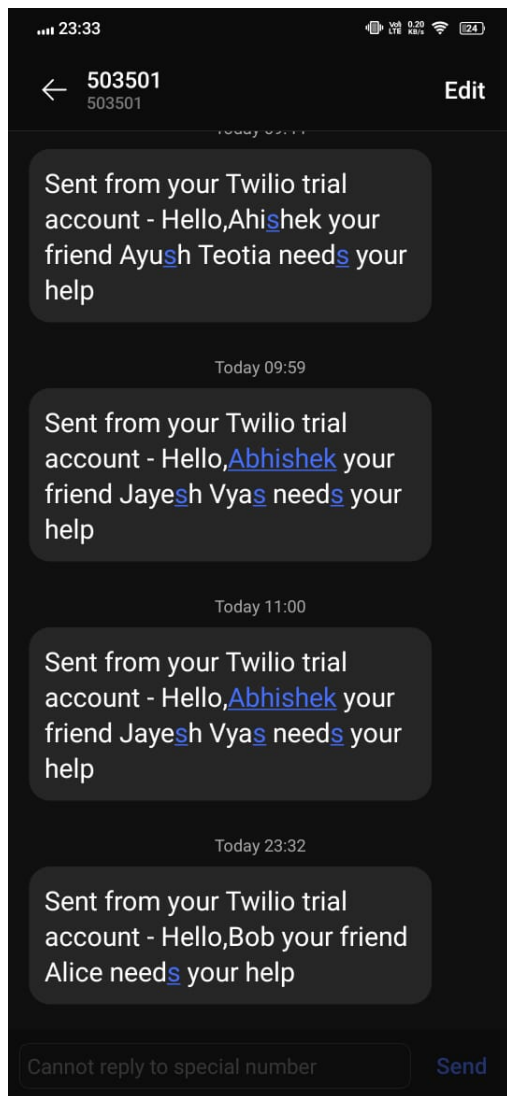 23:33
Vo) LTE 0.20 KB/s 24
503501
503501
Edit
Sent from your Twilio trial
account - Hello,Ahishek your
friend Ayush Teotia needs your
help
Today 09:59
Sent from your Twilio trial
account - Hello,Abhishek your
friend Jayesh Vyas needs your
help
Today 11:00
Sent from your Twilio trial
account - Hello,Abhishek your
friend Jayesh Vyas needs your
help
Today 23:32
Sent from your Twilio trial
account - Hello,Bob your friend
Alice needs your help
Cannot reply to special number
Send